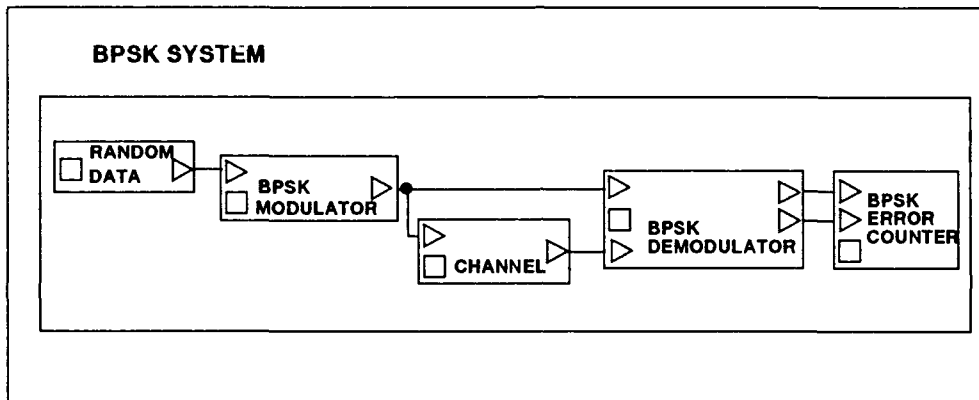 BPSK SYSTEM
RANDOM
DATA
BPSK
MODULATOR
CHANNEL
BPSK
DEMODULATOR
BPSK
ERROR
COUNTER